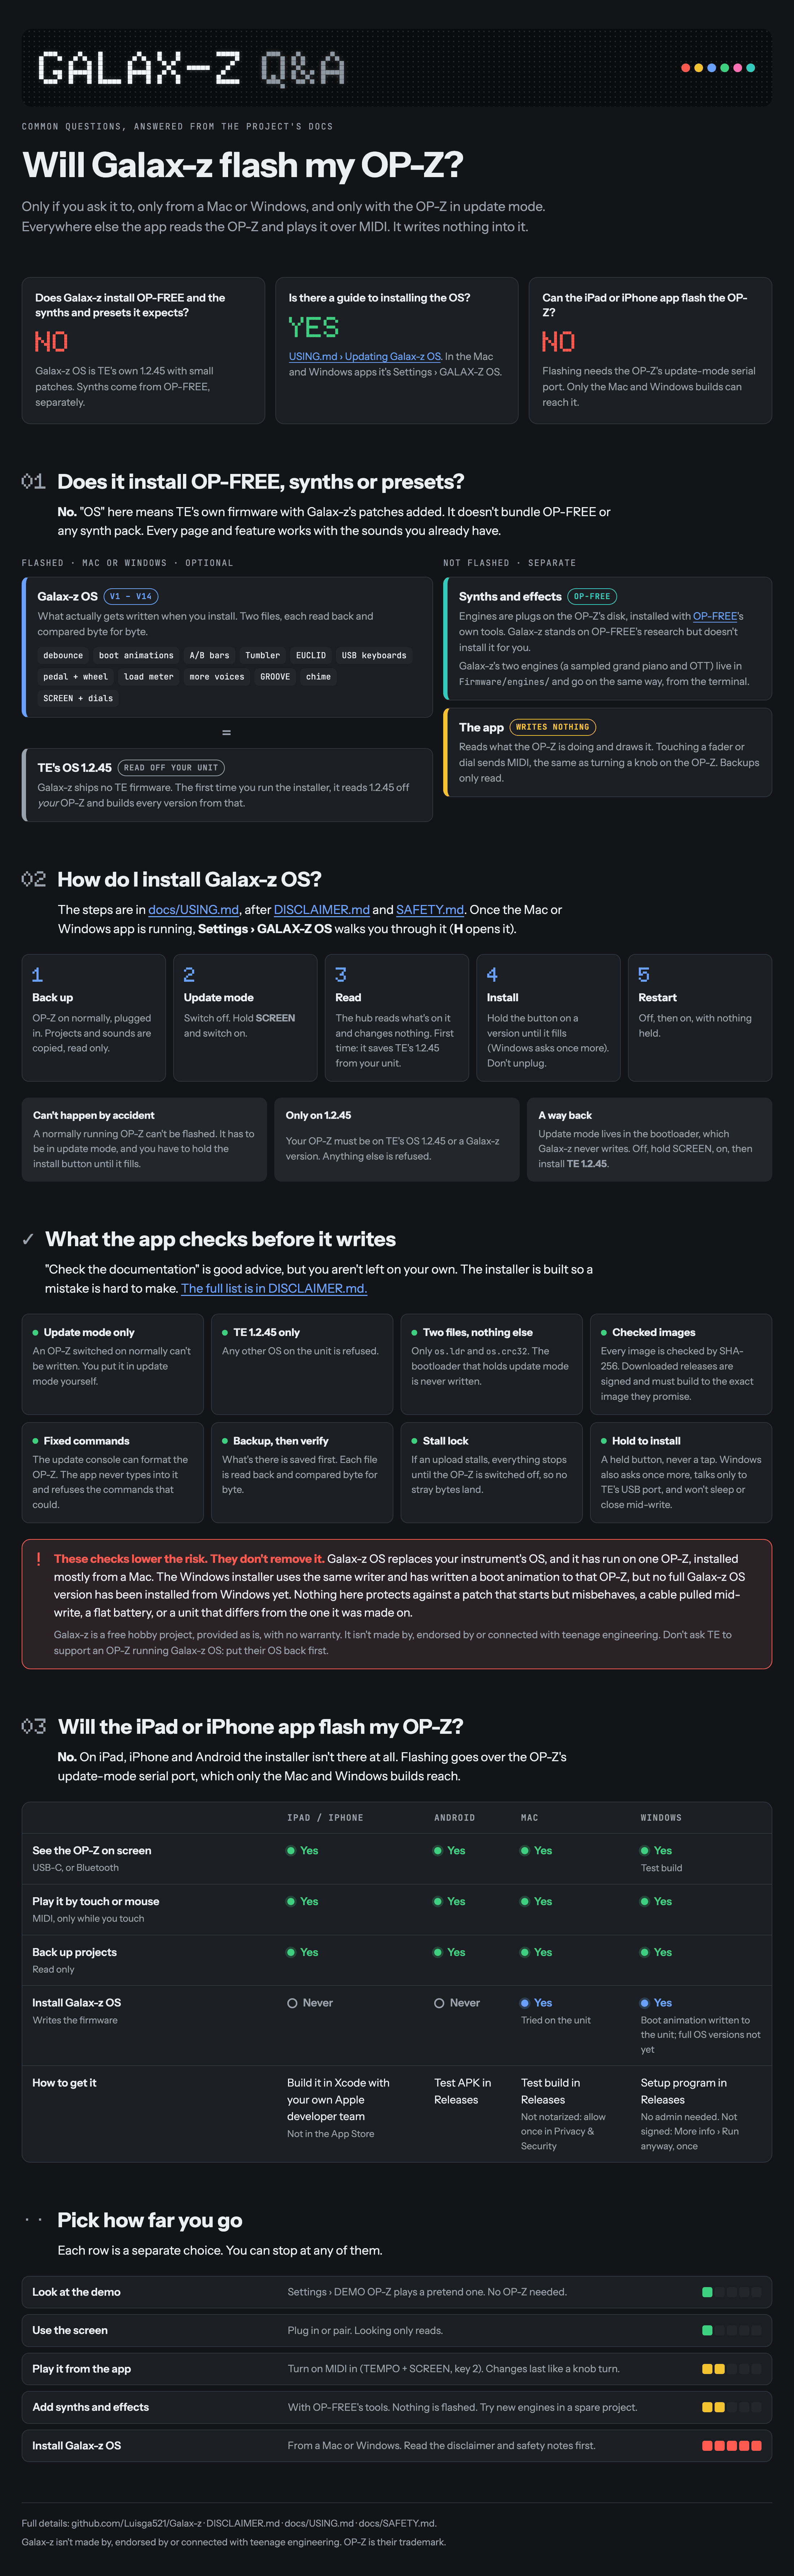 GALAX-Z Q&A
COMMON QUESTIONS, ANSWERED FROM THE PROJECT'S DOCS
Will Galax-z flash my OP-Z?
Only if you ask it to, only from a Mac or Windows, and only with the OP-Z in update mode.
Everywhere else the app reads the OP-Z and plays it over MIDI. It writes nothing into it.
Does Galax-z install OP-FREE and the
synths and presets it expects?
NO
Galax-z OS is TE's own 1.2.45 with small
patches. Synths come from OP-FREE,
separately.
Is there a guide to installing the OS?
YES
USING.md › Updating Galax-z OS. In the Mac
and Windows apps it's Settings › GALAX-Z OS.
Can the iPad or iPhone app flash the OP-
Z?
NO
Flashing needs the OP-Z's update-mode serial
port. Only the Mac and Windows builds can
reach it.
01 Does it install OP-FREE, synths or presets?
No. "OS" here means TE's own firmware with Galax-z's patches added. It doesn't bundle OP-FREE or
any synth pack. Every page and feature works with the sounds you already have.
FLASHED · MAC OR WINDOWS · OPTIONAL
Galax-z OS V1 – V14
What actually gets written when you install. Two files, each read back and
compared byte for byte.
debounce boot animations A/B bars Tumbler EUCLID USB keyboards
pedal + wheel load meter more voices GROOVE chime
SCREEN + dials
=
TE's OS 1.2.45 READ OFF YOUR UNIT
Galax-z ships no TE firmware. The first time you run the installer, it reads 1.2.45 off
your OP-Z and builds every version from that.
NOT FLASHED · SEPARATE
Synths and effects OP-FREE
Engines are plugs on the OP-Z's disk, installed with OP-FREE's
own tools. Galax-z stands on OP-FREE's research but doesn't
install it for you.
Galax-z's two engines (a sampled grand piano and OTT) live in
Firmware/engines/ and go on the same way, from the terminal.
The app WRITES NOTHING
Reads what the OP-Z is doing and draws it. Touching a fader or
dial sends MIDI, the same as turning a knob on the OP-Z. Backups
only read.
02 How do I install Galax-z OS?
The steps are in docs/USING.md, after DISCLAIMER.md and SAFETY.md. Once the Mac or
Windows app is running, Settings › GALAX-Z OS walks you through it (H opens it).
1
Back up
OP-Z on normally, plugged
in. Projects and sounds are
copied, read only.
2
Update mode
Switch off. Hold SCREEN
and switch on.
3
Read
The hub reads what's on it
and changes nothing. First
time: it saves TE's 1.2.45
from your unit.
4
Install
Hold the button on a
version until it fills
(Windows asks once more).
Don't unplug.
5
Restart
Off, then on, with nothing
held.
Can't happen by accident
A normally running OP-Z can't be flashed. It has to
be in update mode, and you have to hold the
install button until it fills.
Only on 1.2.45
Your OP-Z must be on TE's OS 1.2.45 or a Galax-z
version. Anything else is refused.
A way back
Update mode lives in the bootloader, which
Galax-z never writes. Off, hold SCREEN, on, then
install TE 1.2.45.
✓ What the app checks before it writes
"Check the documentation" is good advice, but you aren't left on your own. The installer is built so a
mistake is hard to make. The full list is in DISCLAIMER.md.
Update mode only
An OP-Z switched on normally can't
be written. You put it in update
mode yourself.
TE 1.2.45 only
Any other OS on the unit is refused.
Two files, nothing else
Only os.ldr and os.crc32. The
bootloader that holds update mode
is never written.
Checked images
Every image is checked by SHA-
256. Downloaded releases are
signed and must build to the exact
image they promise.
Fixed commands
The update console can format the
OP-Z. The app never types into it
and refuses the commands that
could.
Backup, then verify
What's there is saved first. Each file
is read back and compared byte for
byte.
Stall lock
If an upload stalls, everything stops
until the OP-Z is switched off, so no
stray bytes land.
Hold to install
A held button, never a tap. Windows
also asks once more, talks only to
TE's USB port, and won't sleep or
close mid-write.
! These checks lower the risk. They don't remove it. Galax-z OS replaces your instrument's OS, and it has run on one OP-Z, installed
mostly from a Mac. The Windows installer uses the same writer and has written a boot animation to that OP-Z, but no full Galax-z OS
version has been installed from Windows yet. Nothing here protects against a patch that starts but misbehaves, a cable pulled mid-
write, a flat battery, or a unit that differs from the one it was made on.
Galax-z is a free hobby project, provided as is, with no warranty. It isn't made by, endorsed by or connected with teenage engineering. Don't ask TE to
support an OP-Z running Galax-z OS: put their OS back first.
03 Will the iPad or iPhone app flash my OP-Z?
No. On iPad, iPhone and Android the installer isn't there at all. Flashing goes over the OP-Z's
update-mode serial port, which only the Mac and Windows builds reach.
IPAD / IPHONE ANDROID MAC WINDOWS
See the OP-Z on screen Yes Yes Yes Yes
USB-C, or Bluetooth Test build
Play it by touch or mouse Yes Yes Yes Yes
MIDI, only while you touch
Back up projects Yes Yes Yes Yes
Read only
Install Galax-z OS Never Never Yes Yes
Writes the firmware Tried on the unit Boot animation written to
the unit; full OS versions not
yet
How to get it
Build it in Xcode with
your own Apple
developer team
Not in the App Store
Test APK in
Releases
Test build in
Releases
Not notarized: allow
once in Privacy &
Security
Setup program in
Releases
No admin needed. Not
signed: More info › Run
anyway, once
· · Pick how far you go
Each row is a separate choice. You can stop at any of them.
Look at the demo Settings › DEMO OP-Z plays a pretend one. No OP-Z needed.
Use the screen Plug in or pair. Looking only reads.
Play it from the app Turn on MIDI in (TEMPO + SCREEN, key 2). Changes last like a knob turn.
Add synths and effects With OP-FREE's tools. Nothing is flashed. Try new engines in a spare project.
Install Galax-z OS From a Mac or Windows. Read the disclaimer and safety notes first.
Full details: github.com/Luisga521/Galax-z · DISCLAIMER.md · docs/USING.md · docs/SAFETY.md.
Galax-z isn't made by, endorsed by or connected with teenage engineering. OP-Z is their trademark.